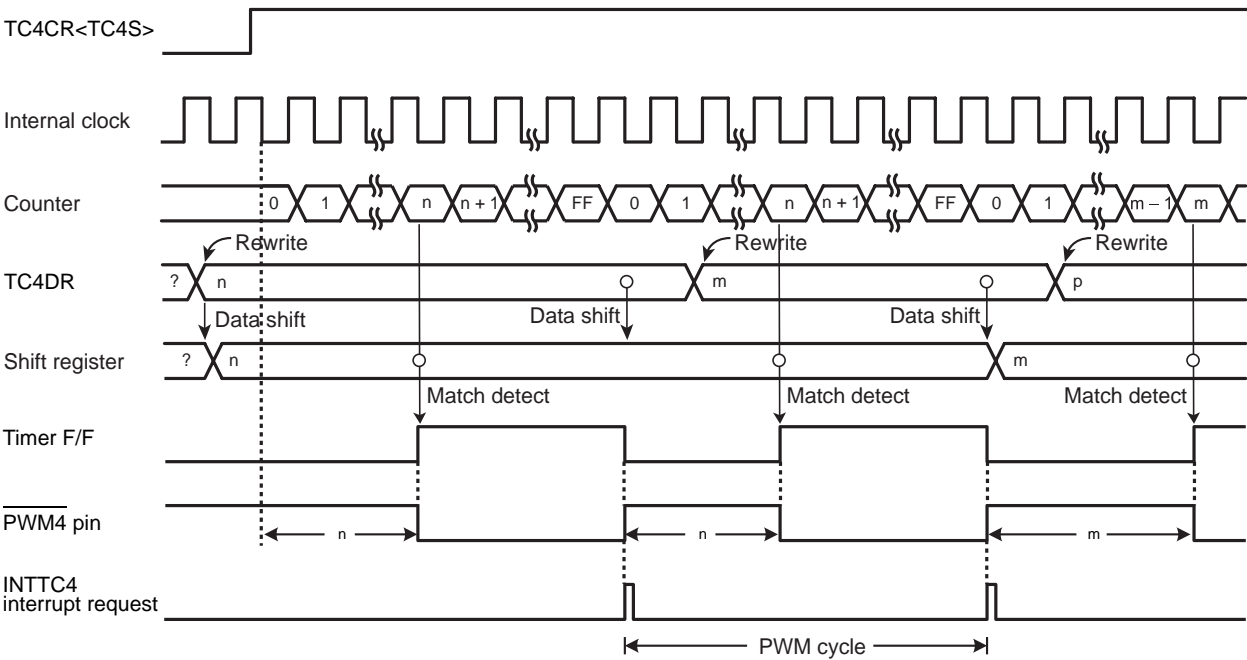 TC4CR<TC4S>
Internal clock
Counter
0 1 n n + 1 FF 0 1 n n + 1 FF 0 1 m – 1 m
Rewrite Rewrite Rewrite
TC4DR
? n m p
Data shift Data shift Data shift
Shift register
? n m
Match detect Match detect Match detect
Timer F/F
PWM4 pin
n n m
INTTC4
interrupt request
PWM cycle